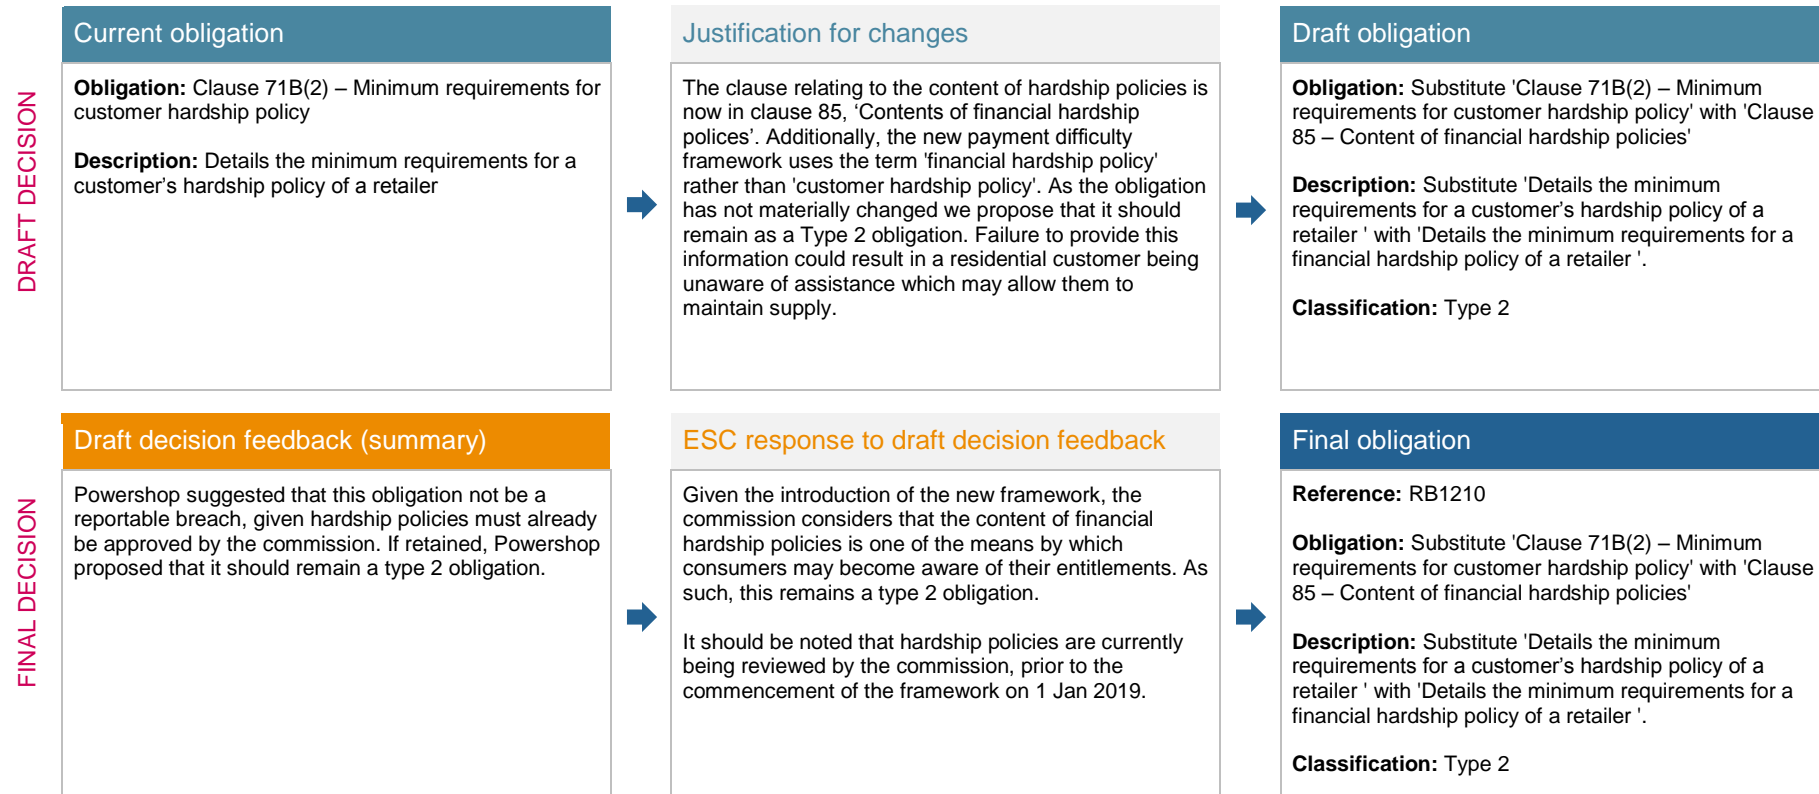 DRAFT DECISION
Current obligation
Obligation: Clause 71B(2) – Minimum requirements for
customer hardship policy
Description: Details the minimum requirements for a
customer’s hardship policy of a retailer
Justification for changes
The clause relating to the content of hardship policies is
now in clause 85, ‘Contents of financial hardship
polices’. Additionally, the new payment difficulty
framework uses the term 'financial hardship policy'
rather than 'customer hardship policy'. As the obligation
has not materially changed we propose that it should
remain as a Type 2 obligation. Failure to provide this
information could result in a residential customer being
unaware of assistance which may allow them to
maintain supply.
Draft obligation
Obligation: Substitute 'Clause 71B(2) – Minimum
requirements for customer hardship policy' with 'Clause
85 – Content of financial hardship policies'
Description: Substitute 'Details the minimum
requirements for a customer’s hardship policy of a
retailer ' with 'Details the minimum requirements for a
financial hardship policy of a retailer '.
Classification: Type 2
FINAL DECISION
Draft decision feedback (summary)
Powershop suggested that this obligation not be a
reportable breach, given hardship policies must already
be approved by the commission. If retained, Powershop
proposed that it should remain a type 2 obligation.
ESC response to draft decision feedback
Given the introduction of the new framework, the
commission considers that the content of financial
hardship policies is one of the means by which
consumers may become aware of their entitlements. As
such, this remains a type 2 obligation.
It should be noted that hardship policies are currently
being reviewed by the commission, prior to the
commencement of the framework on 1 Jan 2019.
Final obligation
Reference: RB1210
Obligation: Substitute 'Clause 71B(2) – Minimum
requirements for customer hardship policy' with 'Clause
85 – Content of financial hardship policies'
Description: Substitute 'Details the minimum
requirements for a customer’s hardship policy of a
retailer ' with 'Details the minimum requirements for a
financial hardship policy of a retailer '.
Classification: Type 2